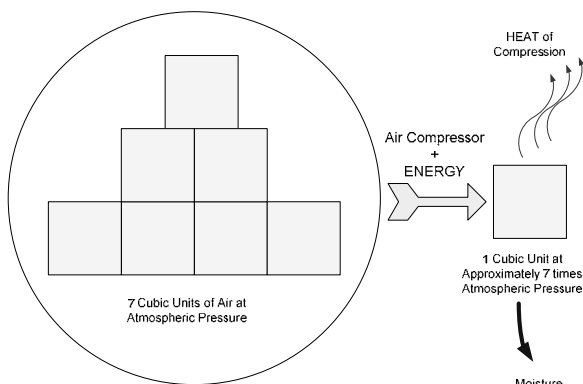 HEAT of
Compression
Air Compressor
+
ENERGY
7 Cubic Units of Air at
Atmospheric Pressure
1 Cubic Unit at
Approximately 7 times
Atmospheric Pressure
Moisture